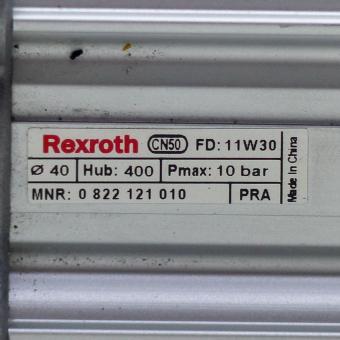 Rexroth CN50 FD: 11W30
Ø 40 Hub: 400 Pmax: 10 bar
MNR: 0 822 121 010 PRA
Made in China